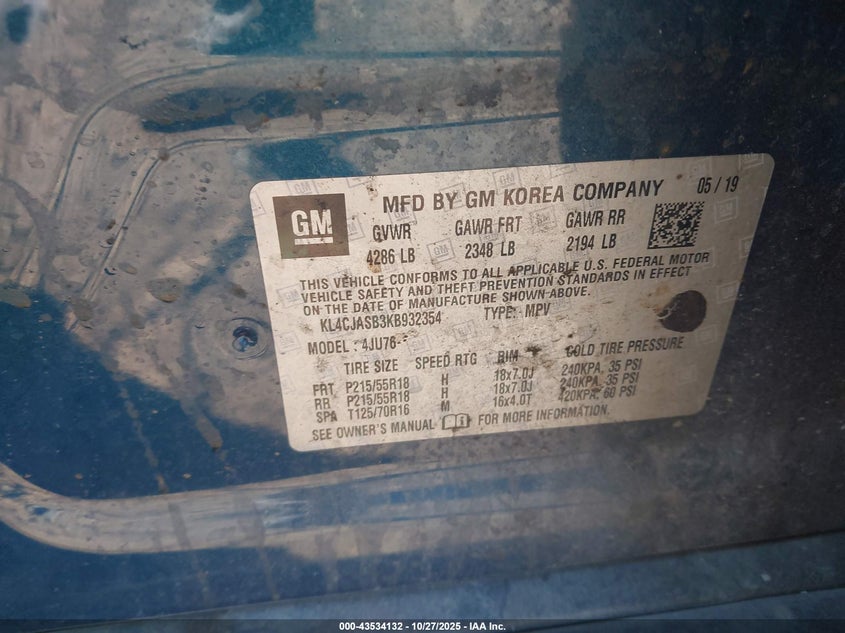 GM
MFD BY GM KOREA COMPANY 05 / 19
GVWR GAWR FRT GAWR RR
4286 LB 2348 LB 2194 LB
THIS VEHICLE CONFORMS TO ALL APPLICABLE U.S. FEDERAL MOTOR
VEHICLE SAFETY AND THEFT PREVENTION STANDARDS IN EFFECT
ON THE DATE OF MANUFACTURE SHOWN ABOVE.
KL4CJASB3KB932354 TYPE: MPV
MODEL : 4JU76
TIRE SIZE SPEED RTG RIM COLD TIRE PRESSURE
FRT P215/55R18 H 18x7.0J 240KPA, 35 PSI
RR P215/55R18 H 18x7.0J 240KPA, 35 PSI
SPA T125/70R16 M 16x4.0T 420KPA, 60 PSI
SEE OWNER'S MANUAL FOR MORE INFORMATION.
000-43534132 - 10/27/2025 - IAA Inc.